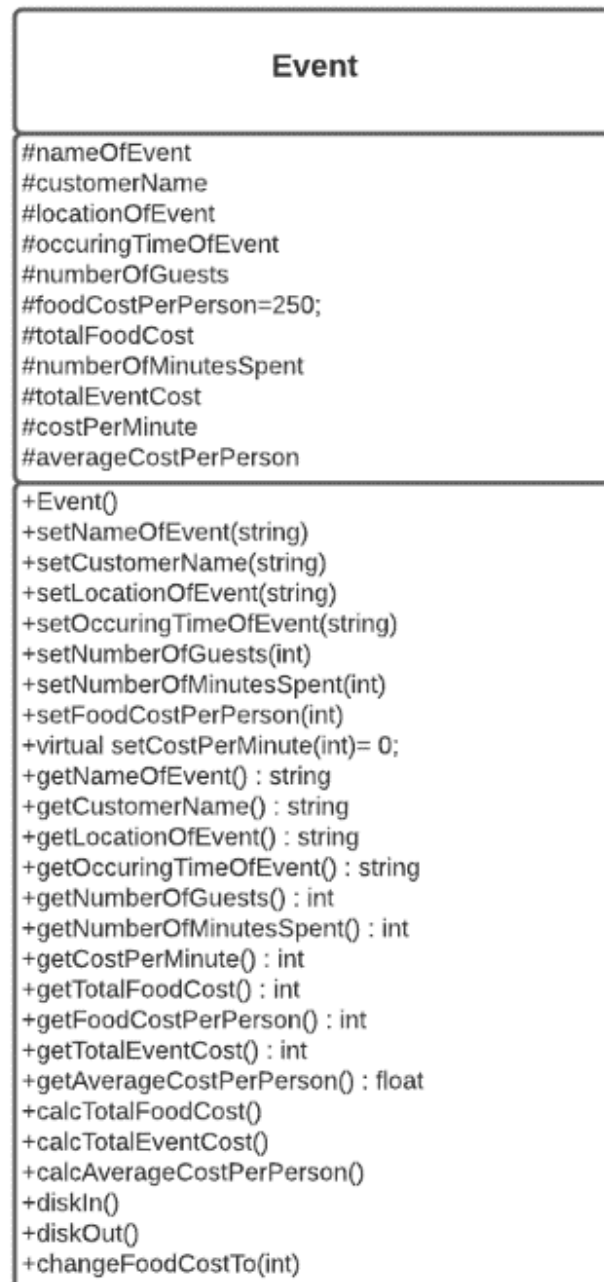 Event
#nameOfEvent
#customerName
#locationOfEvent
#occuringTimeOfEvent
#numberOfGuests
#foodCostPerPerson=250;
#totalFoodCost
#numberOfMinutesSpent
#totalEventCost
#costPerMinute
#averageCostPerPerson
+Event()
+setNameOfEvent(string)
+setCustomerName(string)
+setLocationOfEvent(string)
+setOccuringTimeOfEvent(string)
+setNumberOfGuests(int)
+setNumberOfMinutesSpent(int)
+setFoodCostPerPerson(int)
+virtual setCostPerMinute(int)= 0;
+getNameOfEvent() : string
+getCustomerName() : string
+getLocationOfEvent() : string
+getOccuringTimeOfEvent() : string
+getNumberOfGuests() : int
+getNumberOfMinutesSpent() : int
+getCostPerMinute() : int
+getTotalFoodCost() : int
+getFoodCostPerPerson() : int
+getTotalEventCost() : int
+getAverageCostPerPerson() : float
+calcTotalFoodCost()
+calcTotalEventCost()
+calcAverageCostPerPerson()
+diskIn()
+diskOut()
+changeFoodCostTo(int)